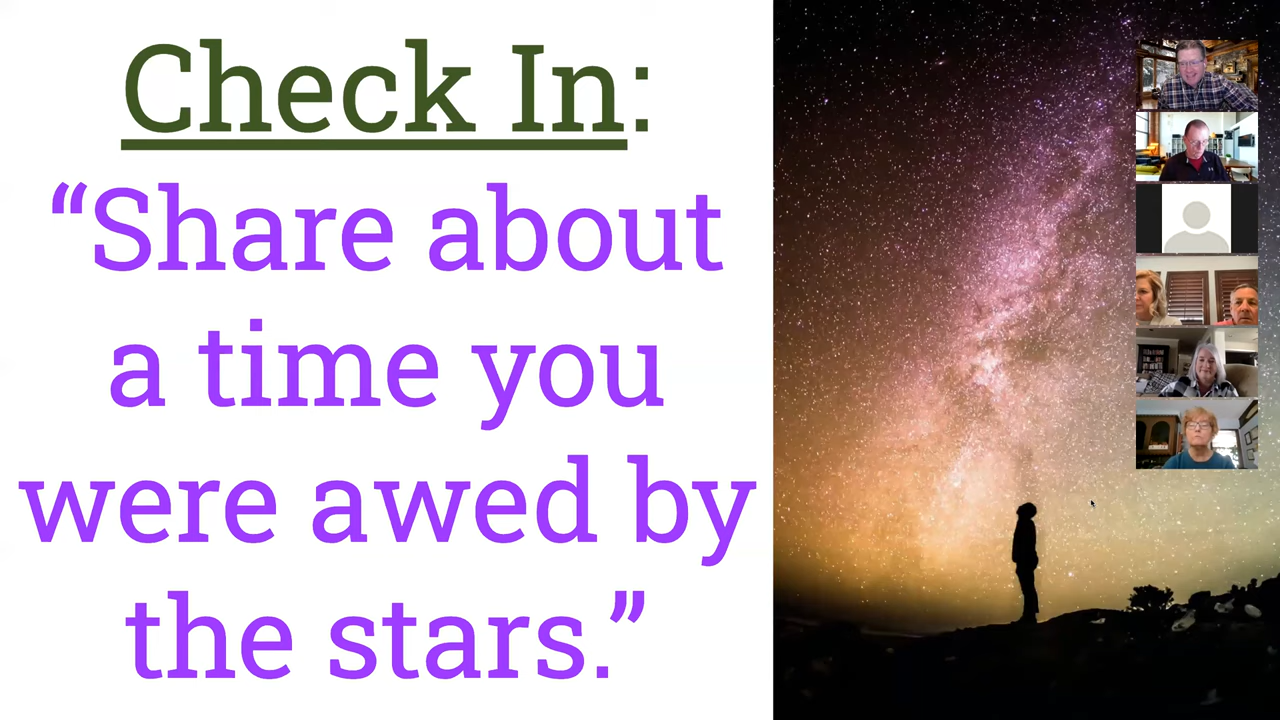 Check In:
“Share about
a time you
were awed by
the stars.”